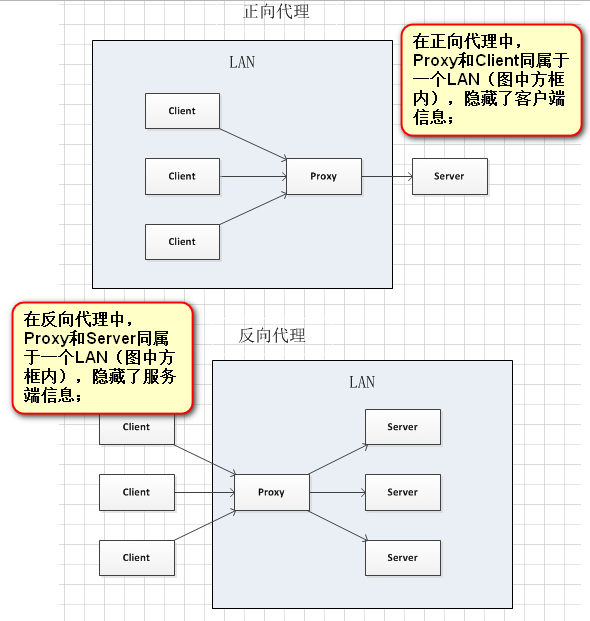 正向代理
在正向代理中，
Proxy和Client同属于
一个LAN（图中方框
内），隐藏了客户端
信息；
LAN
Client
Client
Proxy
Server
Client
在反向代理中，
Proxy和Server同属
于一个LAN（图中方
框内），隐藏了服务
端信息；
反向代理
LAN
Client
Server
Client
Proxy
Server
Client
Server